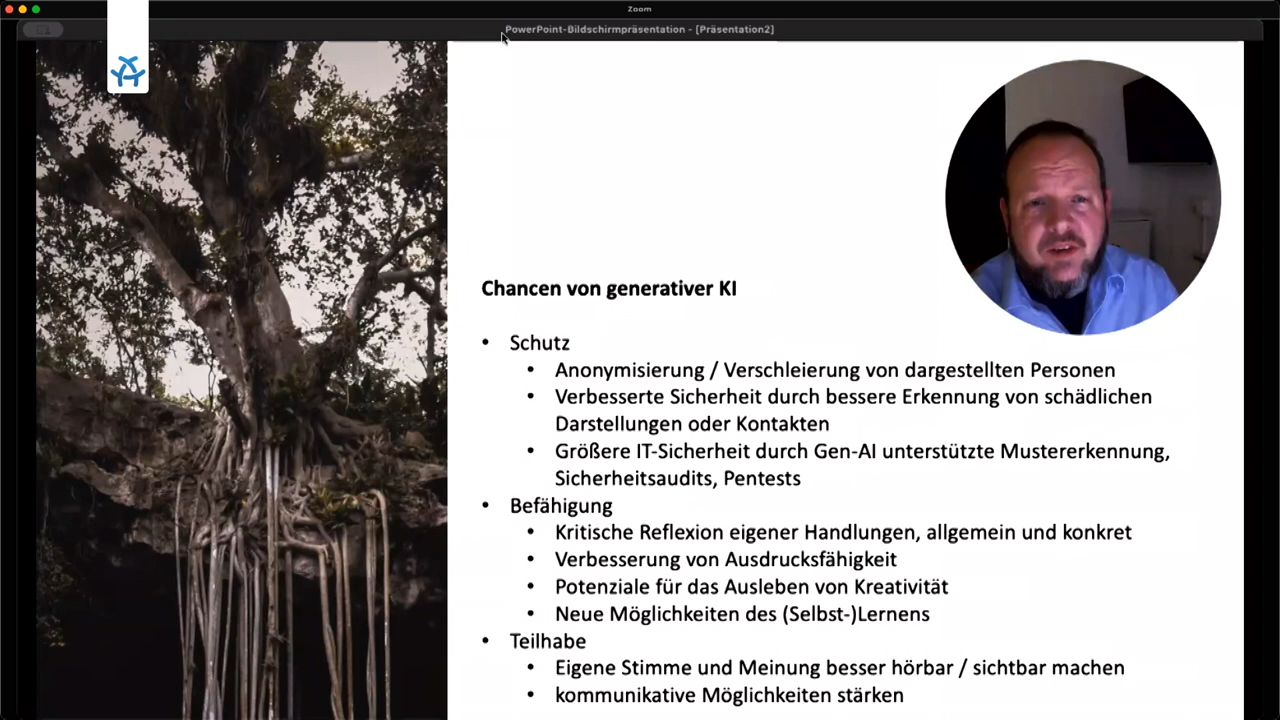 Zoom
PowerPoint-Bildschirmpräsentation - [Präsentation2]
Chancen von generativer KI
• Schutz
• Anonymisierung / Verschleierung von dargestellten Personen
• Verbesserte Sicherheit durch bessere Erkennung von schädlichen
Darstellungen oder Kontakten
• Größere IT-Sicherheit durch Gen-AI unterstützte Mustererkennung,
Sicherheitsaudits, Pentests
• Befähigung
• Kritische Reflexion eigener Handlungen, allgemein und konkret
• Verbesserung von Ausdrucksfähigkeit
• Potenziale für das Ausleben von Kreativität
• Neue Möglichkeiten des (Selbst-)Lernens
• Teilhabe
• Eigene Stimme und Meinung besser hörbar / sichtbar machen
• kommunikative Möglichkeiten stärken